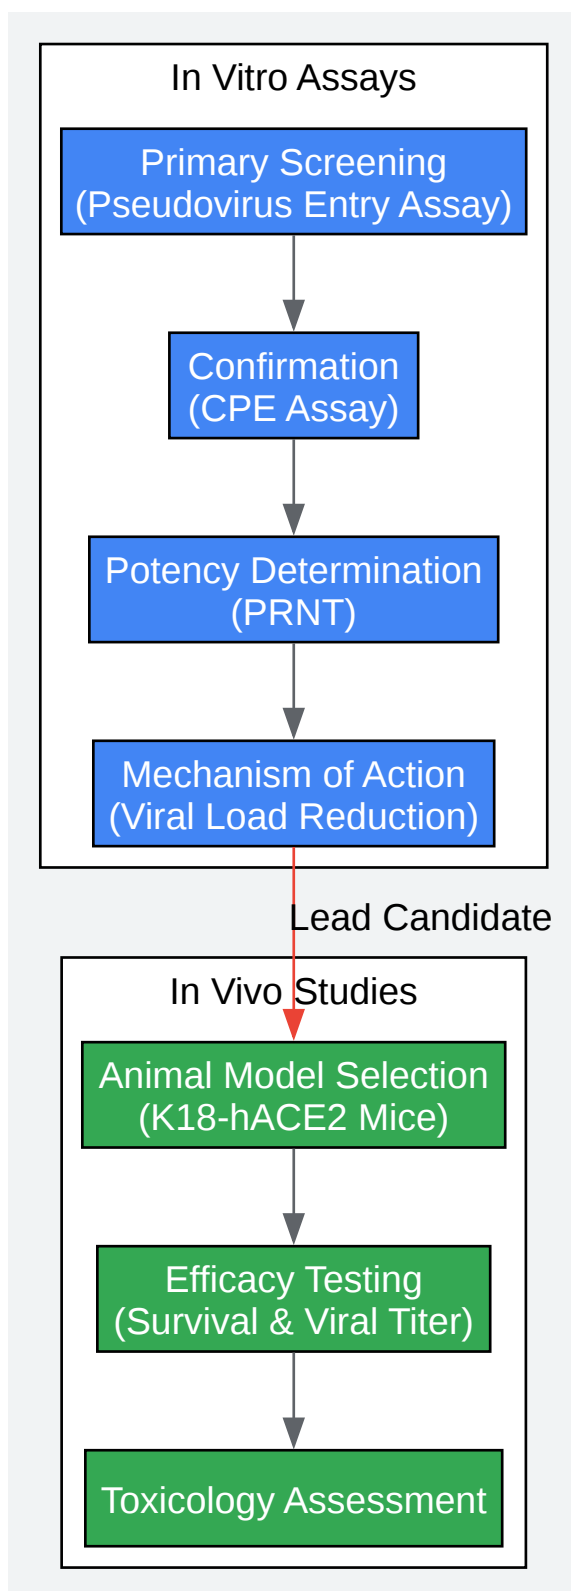 In Vitro Assays
Primary Screening
(Pseudovirus Entry Assay)
Confirmation
(CPE Assay)
Potency Determination
(PRNT)
Mechanism of Action
(Viral Load Reduction)
Lead Candidate
In Vivo Studies
Animal Model Selection
(K18-hACE2 Mice)
Efficacy Testing
(Survival & Viral Titer)
Toxicology Assessment